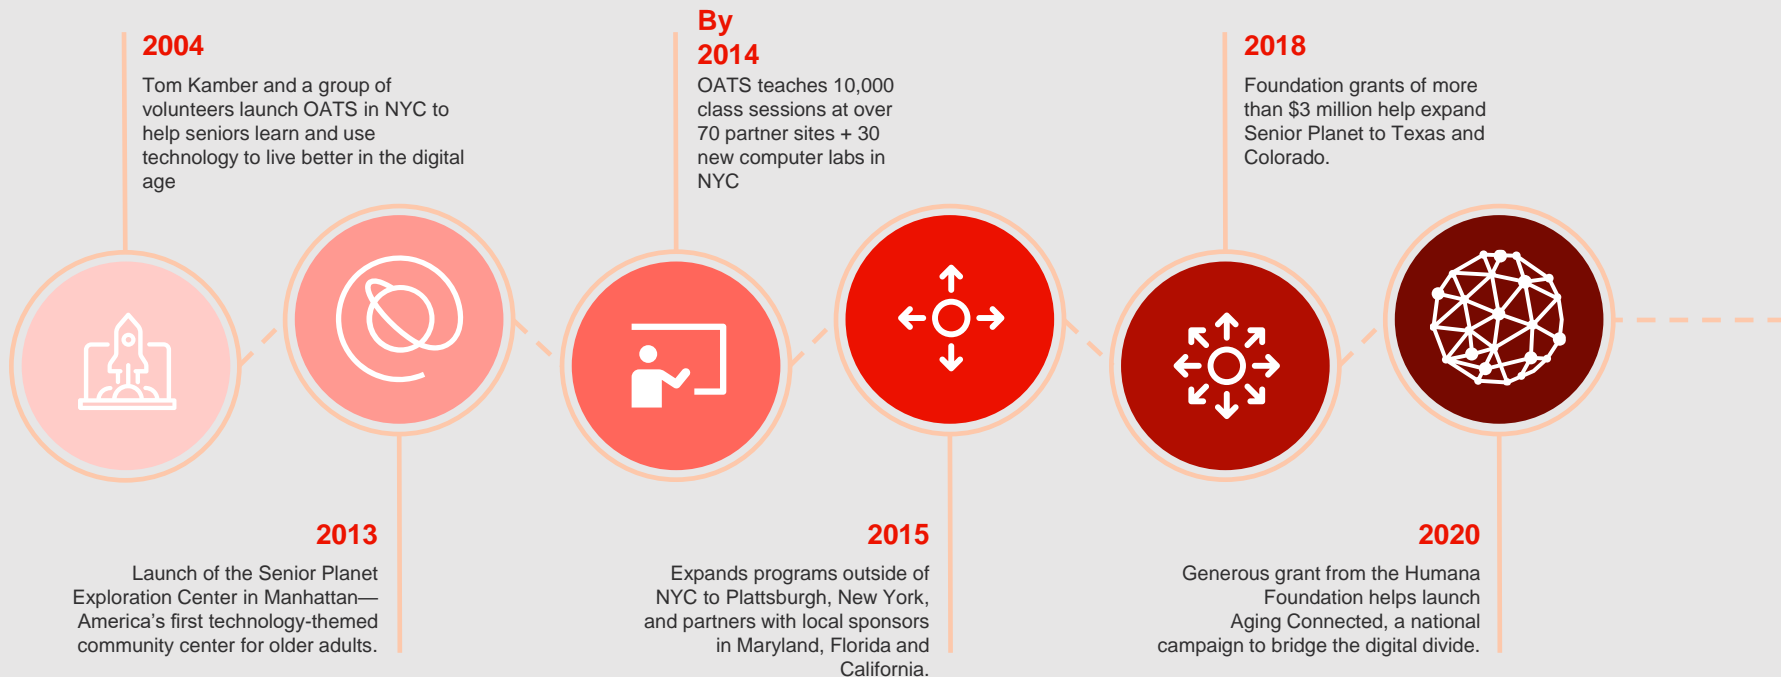 2004
Tom Kamber and a group of
volunteers launch OATS in NYC to
help seniors learn and use
technology to live better in the digital
age
2013
Launch of the Senior Planet
Exploration Center in Manhattan—
America’s first technology-themed
community center for older adults.
By
2014
OATS teaches 10,000
class sessions at over
70 partner sites + 30
new computer labs in
NYC
2015
Expands programs outside of
NYC to Plattsburgh, New York,
and partners with local sponsors
in Maryland, Florida and
California.
2018
Foundation grants of more
than $3 million help expand
Senior Planet to Texas and
Colorado.
2020
Generous grant from the Humana
Foundation helps launch
Aging Connected, a national
campaign to bridge the digital divide.